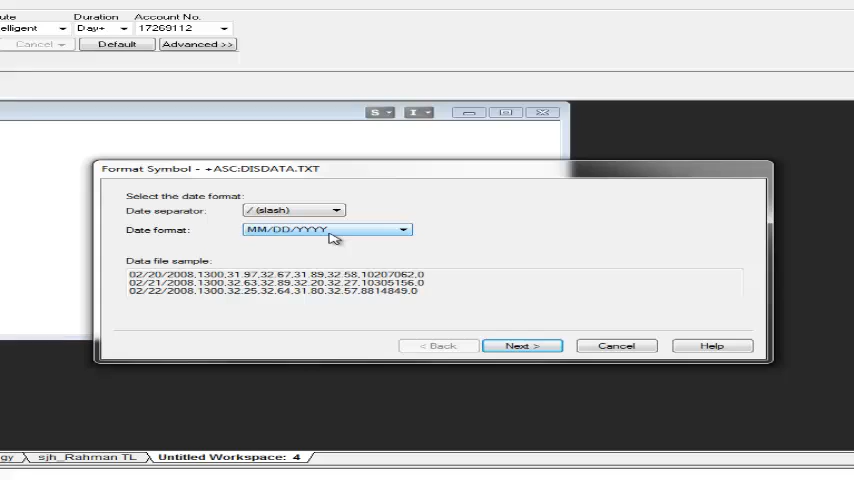 ute Duration Account No.
elligent Day+ 17269112
Cancel Default Advanced >>
S I
Format Symbol - +ASC:DISDATA.TXT
Select the date format:
Date separator: / (slash)
Date format: MM/DD/YYYY
Data file sample:
02/20/2008,1300,31.97,32.67,31.89,32.58,10207062,0
02/21/2008,1300,32.63,32.89,32.20,32.27,10305156,0
02/22/2008,1300,32.25,32.64,31.80,32.57,8814849,0
< Back Next > Cancel Help
gy sjh_Rahman TL Untitled Workspace: 4